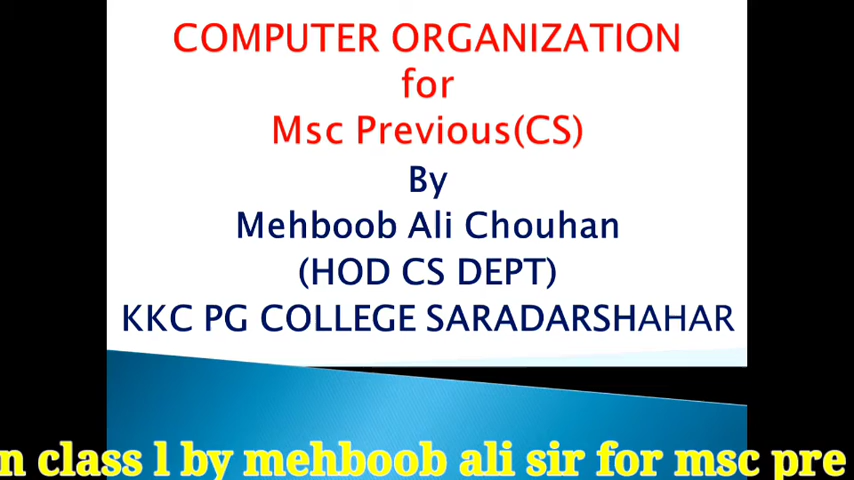 COMPUTER ORGANIZATION
for
Msc Previous(CS)
By
Mehboob Ali Chouhan
(HOD CS DEPT)
KKC PG COLLEGE SARADARSHAHAR
n class l by mehboob ali sir for msc pre